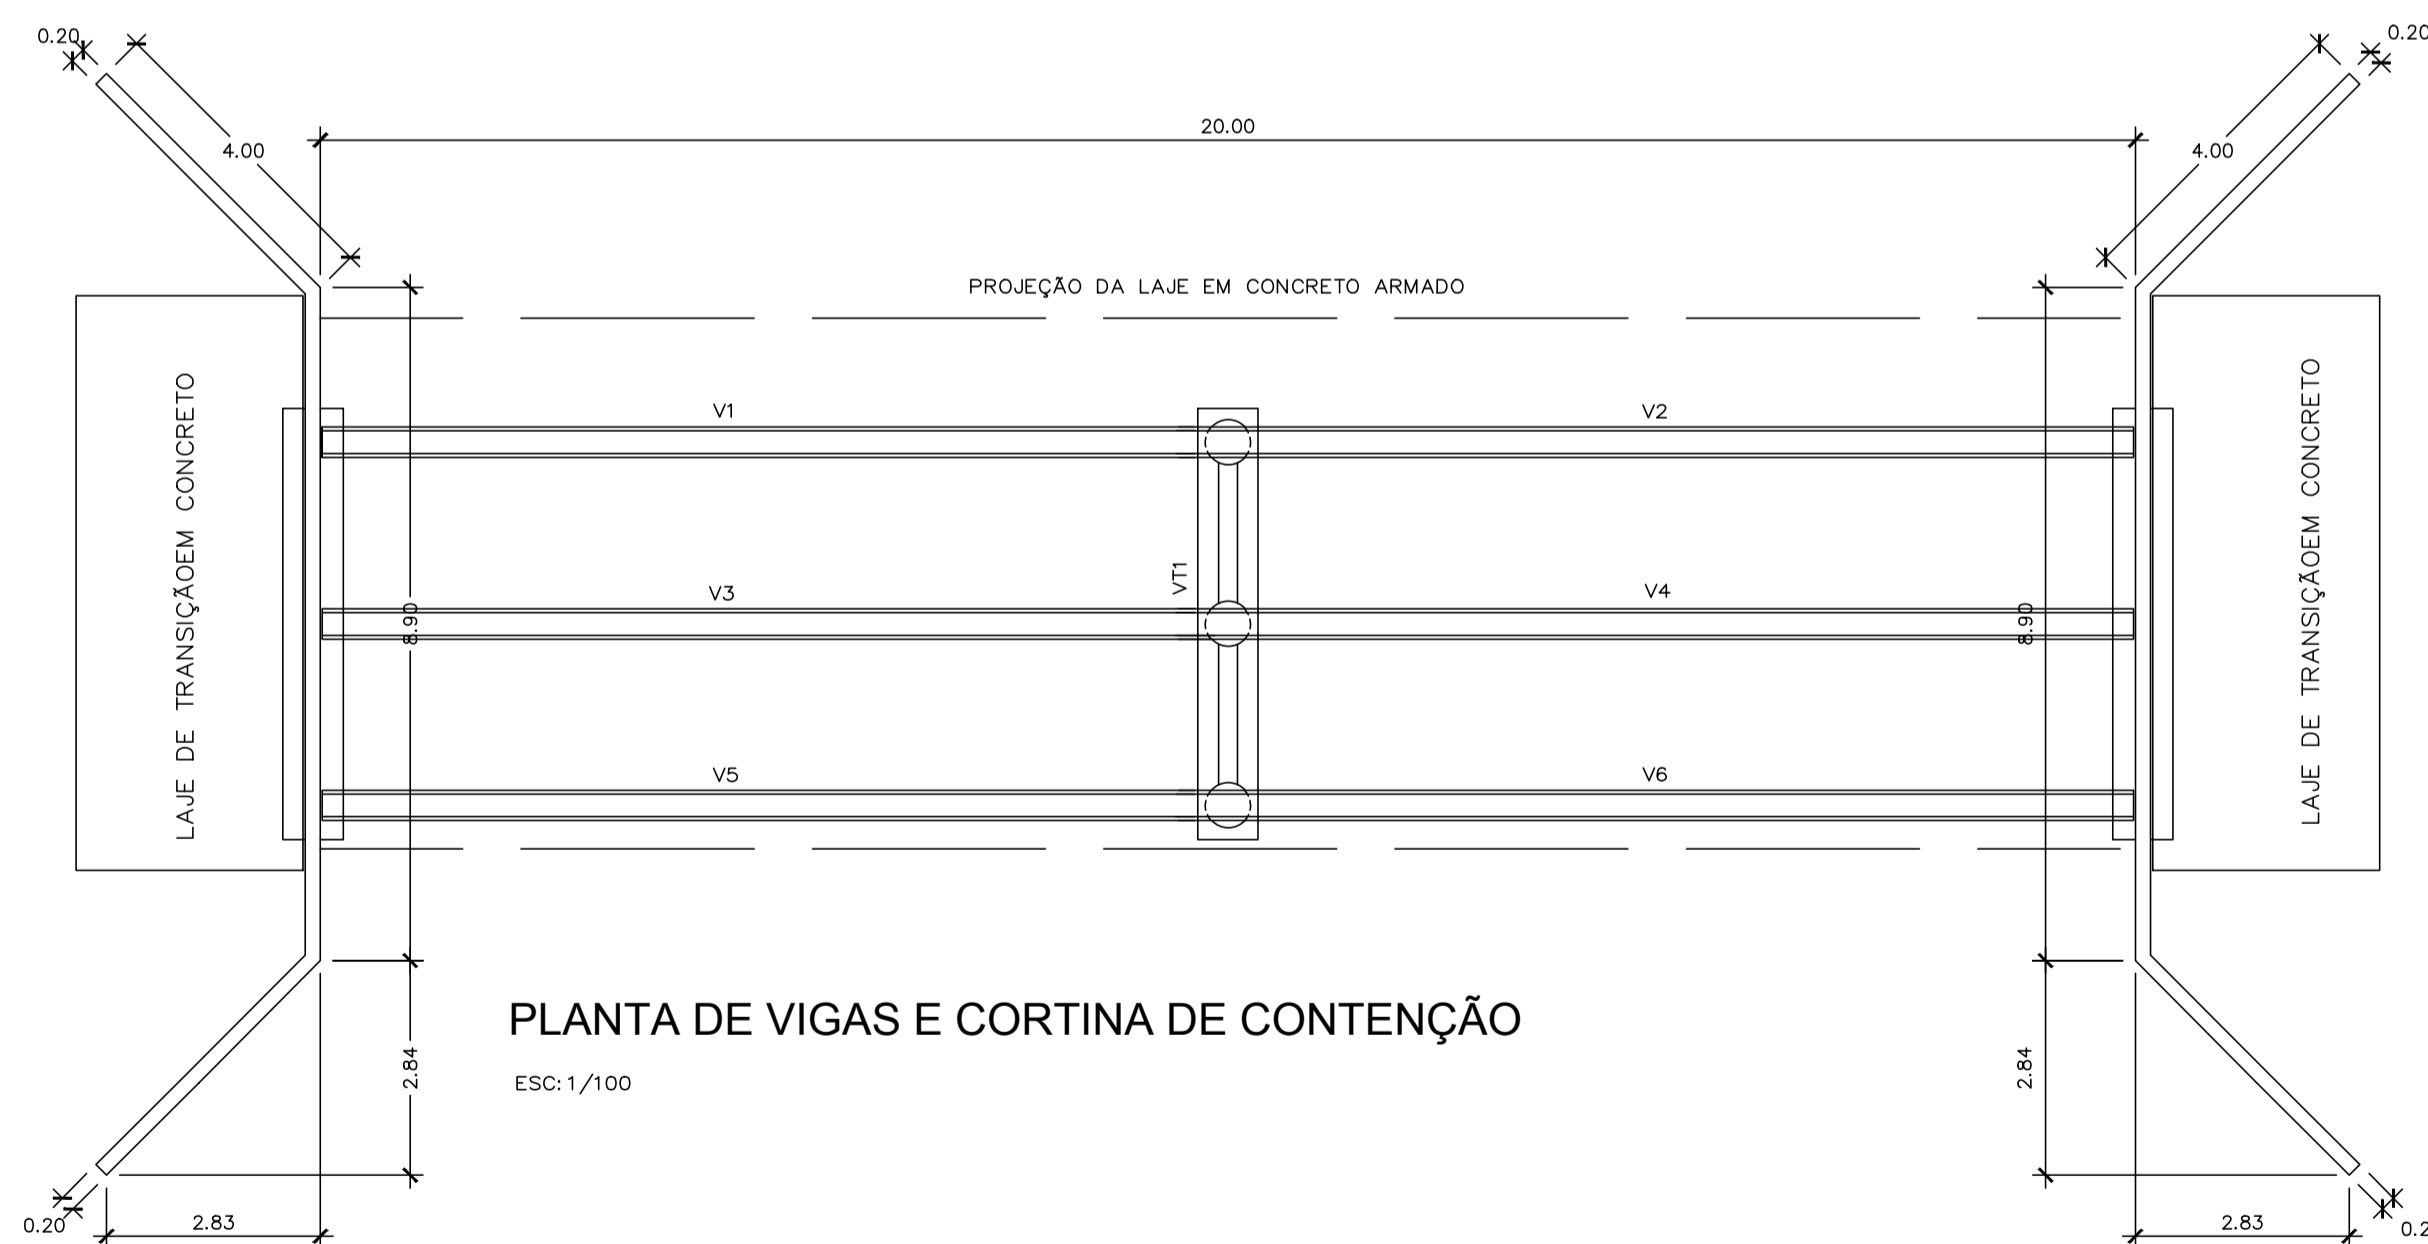 0.20
0.20
20.00
4.00
4.00
PROJEÇÃO DA LAJE EM CONCRETO ARMADO
V1
V2
LAJE DE TRANSIÇÃOEM CONCRETO
LAJE DE TRANSIÇÃOEM CONCRETO
VT1
V3
V4
8.90
8.90
V5
V6
PLANTA DE VIGAS E CORTINA DE CONTENÇÃO
ESC: 1/100
2.84
2.84
0.20
2.83
2.83
0.2